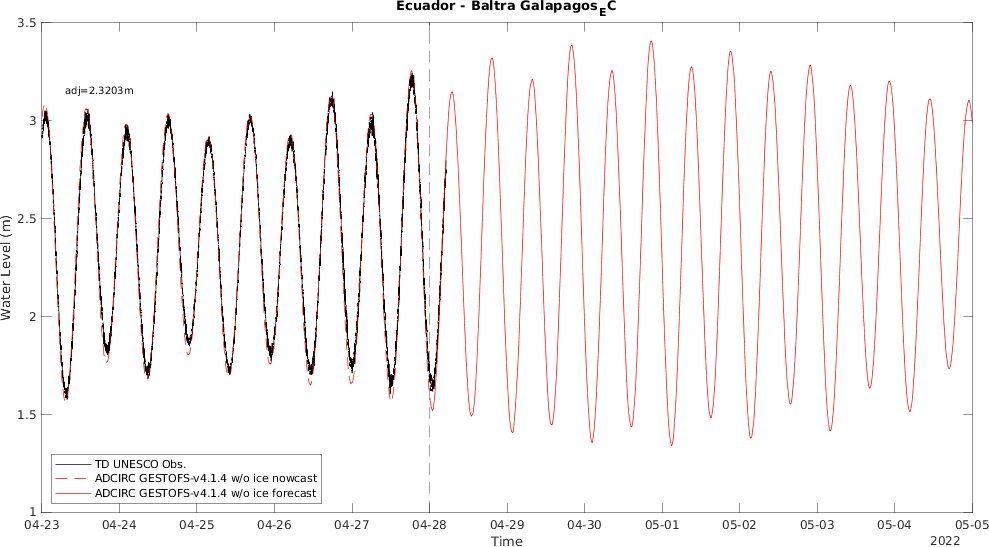 Ecuador - Baltra Galapagos_EC
3.5
adj=2.3203m
3
2.5
Water Level (m)
2
1.5
TD UNESCO Obs.
ADCIRC GESTOFS-v4.1.4 w/o ice nowcast
ADCIRC GESTOFS-v4.1.4 w/o ice forecast
1
04-23 04-24 04-25 04-26 04-27 04-28 04-29 04-30 05-01 05-02 05-03 05-04 05-05
Time
2022